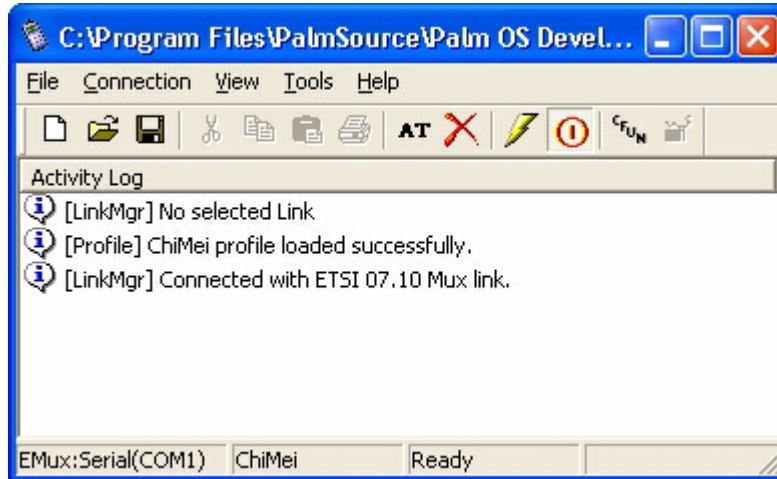 C:\Program Files\PalmSource\Palm OS Devel...
File Connection View Tools Help
AT CFUN
Activity Log
[LinkMgr] No selected Link
[Profile] ChiMei profile loaded successfully.
[LinkMgr] Connected with ETSI 07.10 Mux link.
EMux:Serial(COM1) ChiMei Ready